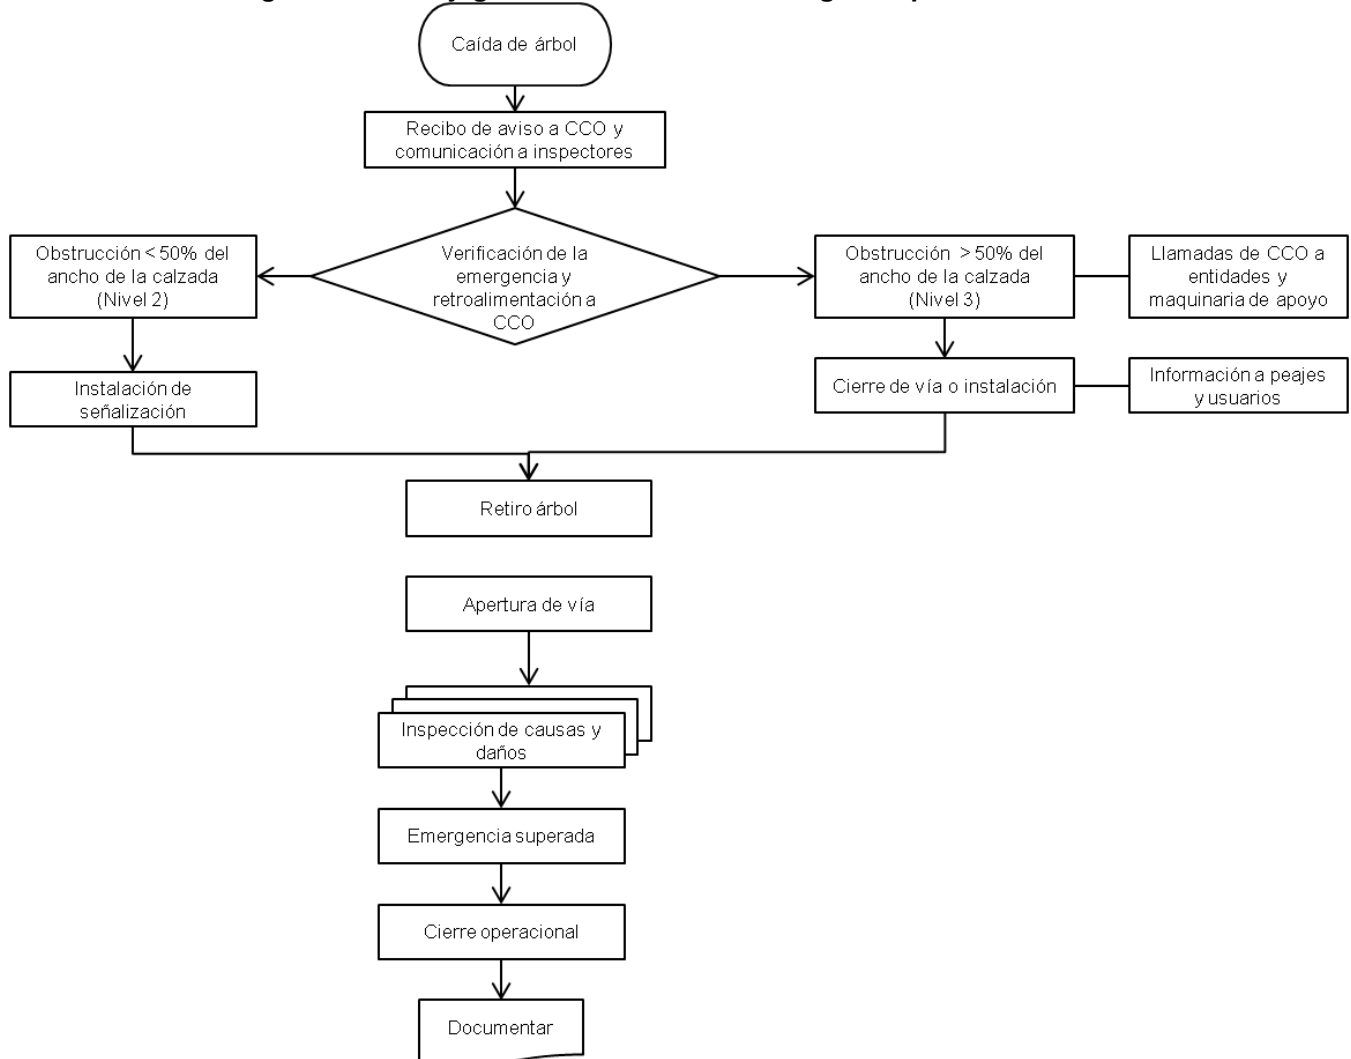 Caída de árbol
Recibo de aviso a CCO y
comunicación a inspectores
Verificación de la
emergencia y
retroalimentación a
CCO
Obstrucción < 50% del
ancho de la calzada
(Nivel 2)
Obstrucción > 50% del
ancho de la calzada
(Nivel 3)
Llamadas de CCO a
entidades y
maquinaria de apoyo
Instalación de
señalización
Cierre de vía o instalación
Información a peajes
y usuarios
Retiro árbol
Apertura de vía
Inspección de causas y
daños
Emergencia superada
Cierre operacional
Documentar